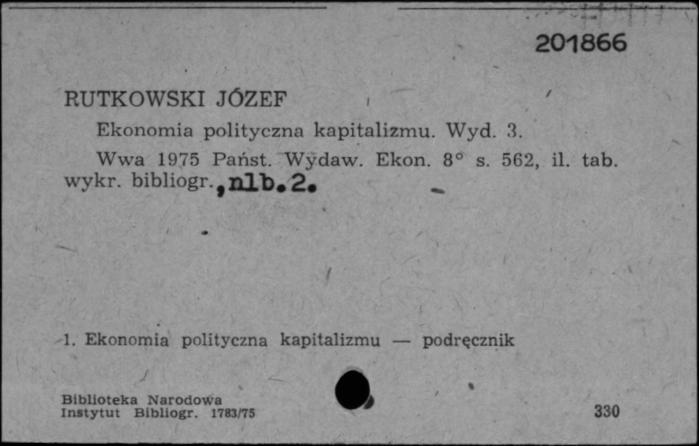 201866
RUTKOWSKI JÓZEF
Ekonomia polityczna kapitalizmu. Wyd. 3.
Wwa 1975 Państ. Wydaw. Ekon. 8° s. 562, il. tab.
wykr. bibliogr., nlb. 2.
1. Ekonomia polityczna kapitalizmu — podręcznik
Biblioteka Narodowa
Instytut Bibliogr. 1783/75
330